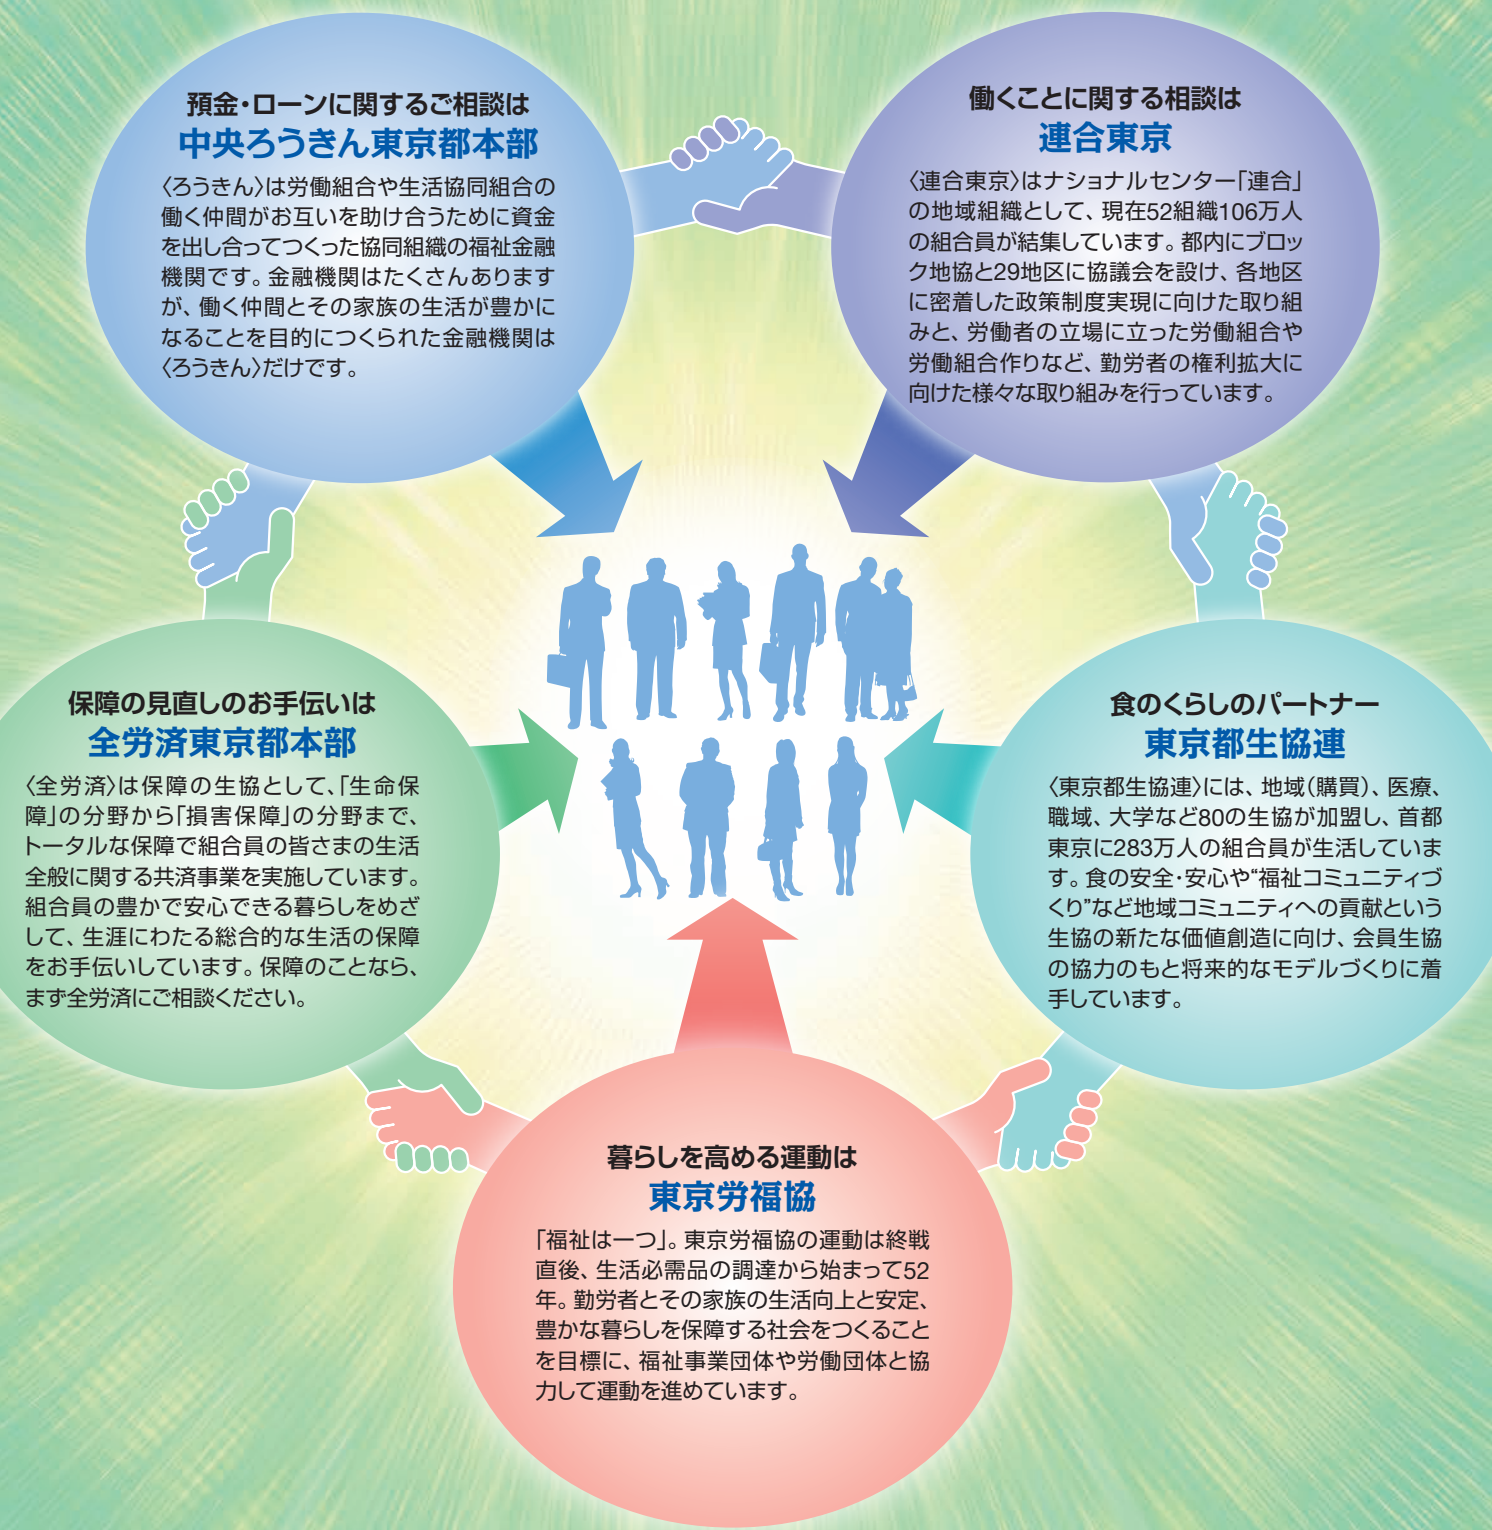 預金・ローンに関するご相談は
中央ろうきん東京都本部
〈ろうきん〉は労働組合や生活協同組合の
働く仲間がお互いを助け合うために資金
を出し合ってつくった協同組織の福祉金融
機関です。金融機関はたくさんあります
が、働く仲間とその家族の生活が豊かに
なることを目的につくられた金融機関は
〈ろうきん〉だけです。
働くことに関する相談は
連合東京
〈連合東京〉はナショナルセンター「連合」
の地域組織として、現在52組織106万人
の組合員が結集しています。都内にブロッ
ク地協と29地区に協議会を設け、各地区
に密着した政策制度実現に向けた取り組
みと、労働者の立場に立った労働組合や
労働組合作りなど、勤労者の権利拡大に
向けた様々な取り組みを行っています。
保障の見直しのお手伝いは
全労済東京都本部
〈全労済〉は保障の生協として、「生命保
障」の分野から「損害保障」の分野まで、
トータルな保障で組合員の皆さまの生活
全般に関する共済事業を実施しています。
組合員の豊かで安心できる暮らしをめざ
して、生涯にわたる総合的な生活の保障
をお手伝いしています。保障のことなら、
まず全労済にご相談ください。
食のくらしのパートナー
東京都生協連
〈東京都生協連〉には、地域(購買)、医療、
職域、大学など80の生協が加盟し、首都
東京に283万人の組合員が生活していま
す。食の安全・安心や“福祉コミュニティづ
くり”など地域コミュニティへの貢献という
生協の新たな価値創造に向け、会員生協
の協力のもと将来的なモデルづくりに着
手しています。
暮らしを高める運動は
東京労福協
「福祉は一つ」。東京労福協の運動は終戦
直後、生活必需品の調達から始まって52
年。勤労者とその家族の生活向上と安定、
豊かな暮らしを保障する社会をつくること
を目標に、福祉事業団体や労働団体と協
力して運動を進めています。